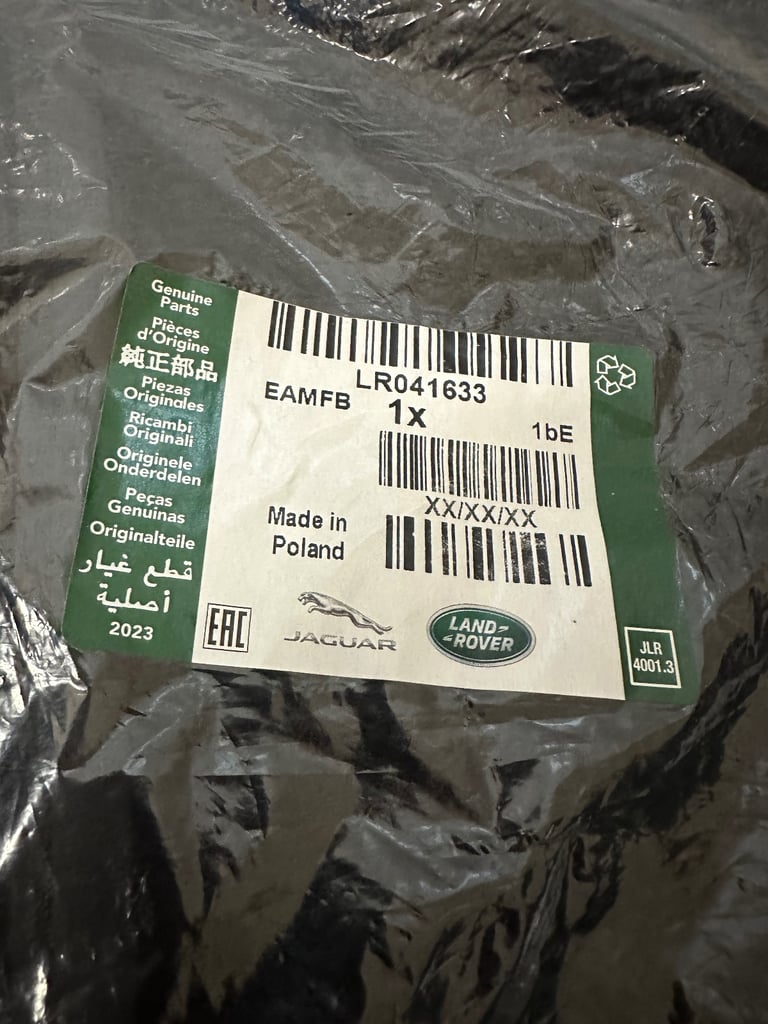 Genuine
Parts
Pièces
d'Origine
純正部品
Piezas
Originales
Ricambi
Originali
Originele
Onderdelen
Peças
Genuinas
Originalteile
قطع غيار
أصلية
2023
LR041633
EAMFB 1x 1bE
XX/XX/XX
Made in
Poland
EAC
JAGUAR
LAND-
-ROVER
JLR
4001.3